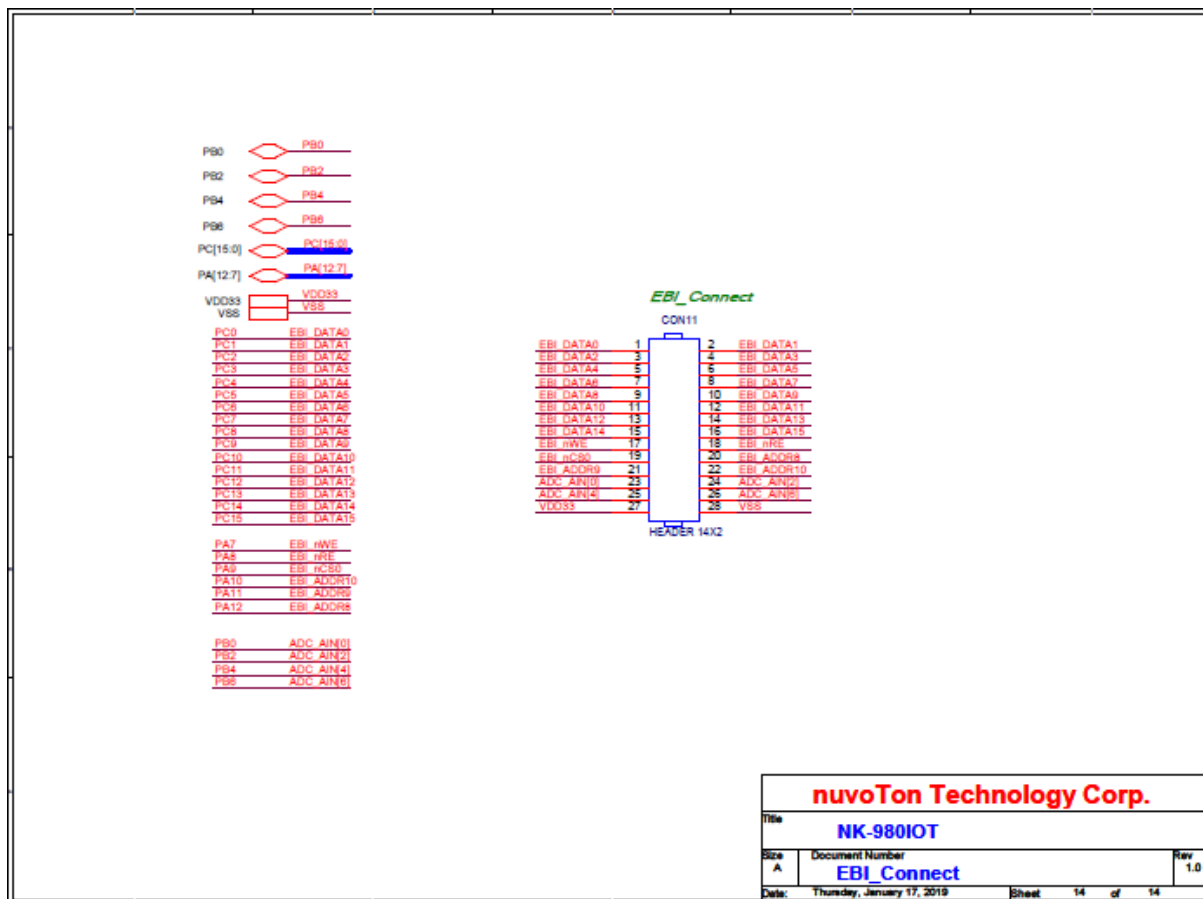 PB0 PB0
PB2 PB2
PB4 PB4
PB6 PB6
PC[15:0] PC[15:0]
PA[12:7] PA[12:7]
VDD33 VDD33
VSS VSS
PC0 EBI_DATA0
PC1 EBI_DATA1
PC2 EBI_DATA2
PC3 EBI_DATA3
PC4 EBI_DATA4
PC5 EBI_DATA5
PC6 EBI_DATA6
PC7 EBI_DATA7
PC8 EBI_DATA8
PC9 EBI_DATA9
PC10 EBI_DATA10
PC11 EBI_DATA11
PC12 EBI_DATA12
PC13 EBI_DATA13
PC14 EBI_DATA14
PC15 EBI_DATA15
PA7 EBI_nWE
PA8 EBI_nRE
PA9 EBI_nCS0
PA10 EBI_ADDR10
PA11 EBI_ADDR9
PA12 EBI_ADDR8
PB0 ADC_AIN[0]
PB2 ADC_AIN[2]
PB4 ADC_AIN[4]
PB6 ADC_AIN[6]
EBI_Connect
CON11
EBI_DATA0 1 2 EBI_DATA1
EBI_DATA2 3 4 EBI_DATA3
EBI_DATA4 5 6 EBI_DATA5
EBI_DATA6 7 8 EBI_DATA7
EBI_DATA8 9 10 EBI_DATA9
EBI_DATA10 11 12 EBI_DATA11
EBI_DATA12 13 14 EBI_DATA13
EBI_DATA14 15 16 EBI_DATA15
EBI_nWE 17 18 EBI_nRE
EBI_nCS0 19 20 EBI_ADDR8
EBI_ADDR9 21 22 EBI_ADDR10
ADC_AIN[0] 23 24 ADC_AIN[2]
ADC_AIN[4] 25 26 ADC_AIN[6]
VDD33 27 28 VSS
HEADER 14X2
nuvoTon Technology Corp.
Title
NK-980IOT
Size Document Number Rev
A EBI_Connect 1.0
Date: Thursday, January 17, 2019 Sheet 14 of 14